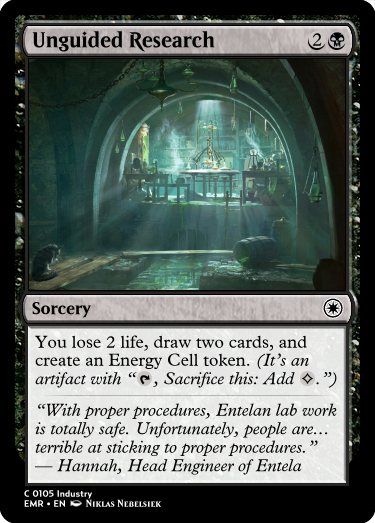 Unguided Research 2
Sorcery
You lose 2 life, draw two cards, and
create an Energy Cell token. (It's an
artifact with “, Sacrifice this: Add .”)
“With proper procedures, Entelan lab work
is totally safe. Unfortunately, people are…
terrible at sticking to proper procedures.”
— Hannah, Head Engineer of Entela
C 0105 Industry
EMR • EN Niklas Nebelsiek